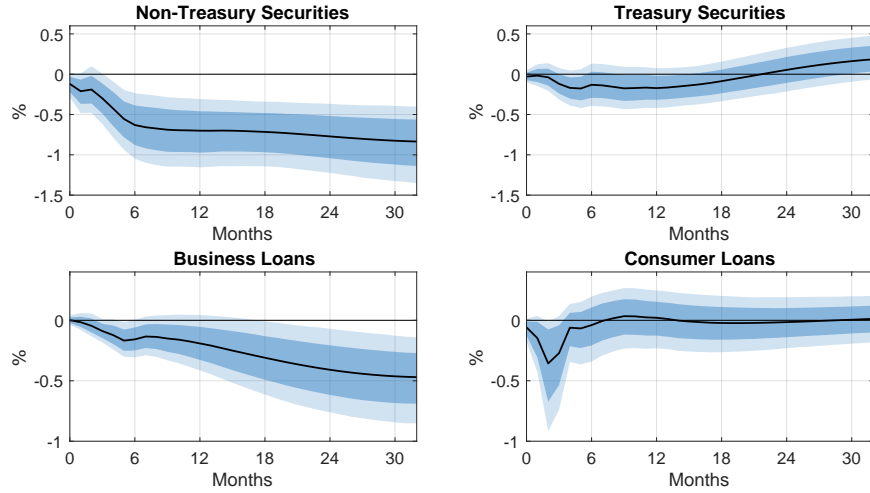 Non-Treasury Securities
0.5
0
-0.5
-1
-1.5
%
0 6 12 18 24 30
Months
Treasury Securities
0.5
0
-0.5
-1
-1.5
%
0 6 12 18 24 30
Months
Business Loans
0
-0.5
-1
%
0 6 12 18 24 30
Months
Consumer Loans
0
-0.5
-1
%
0 6 12 18 24 30
Months